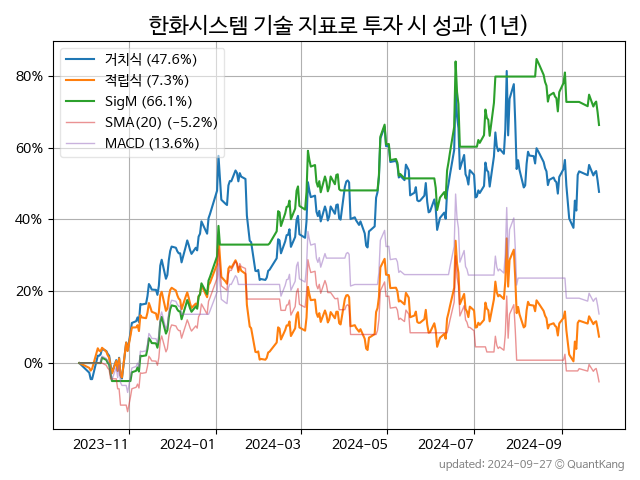 한화시스템 기술 지표로 투자 시 성과 (1년)
거치식 (47.6%)
적립식 (7.3%)
SigM (66.1%)
SMA(20) (−5.2%)
MACD (13.6%)
80%
60%
40%
20%
0%
2023-11 2024-01 2024-03 2024-05 2024-07 2024-09
updated: 2024-09-27 © QuantKang